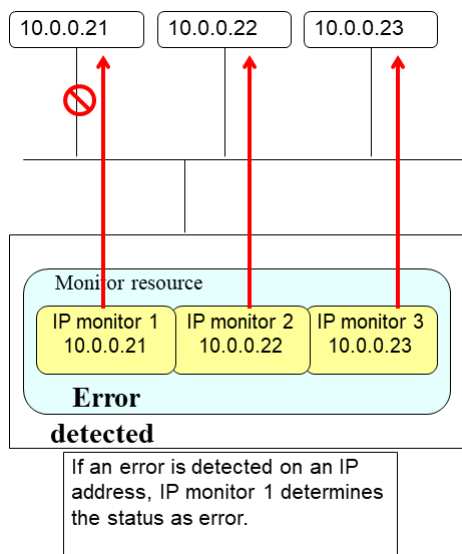 10.0.0.21 10.0.0.22 10.0.0.23
Monitor resource
IP monitor 1 IP monitor 2 IP monitor 3
10.0.0.21 10.0.0.22 10.0.0.23
Error
detected
If an error is detected on an IP
address, IP monitor 1 determines
the status as error.